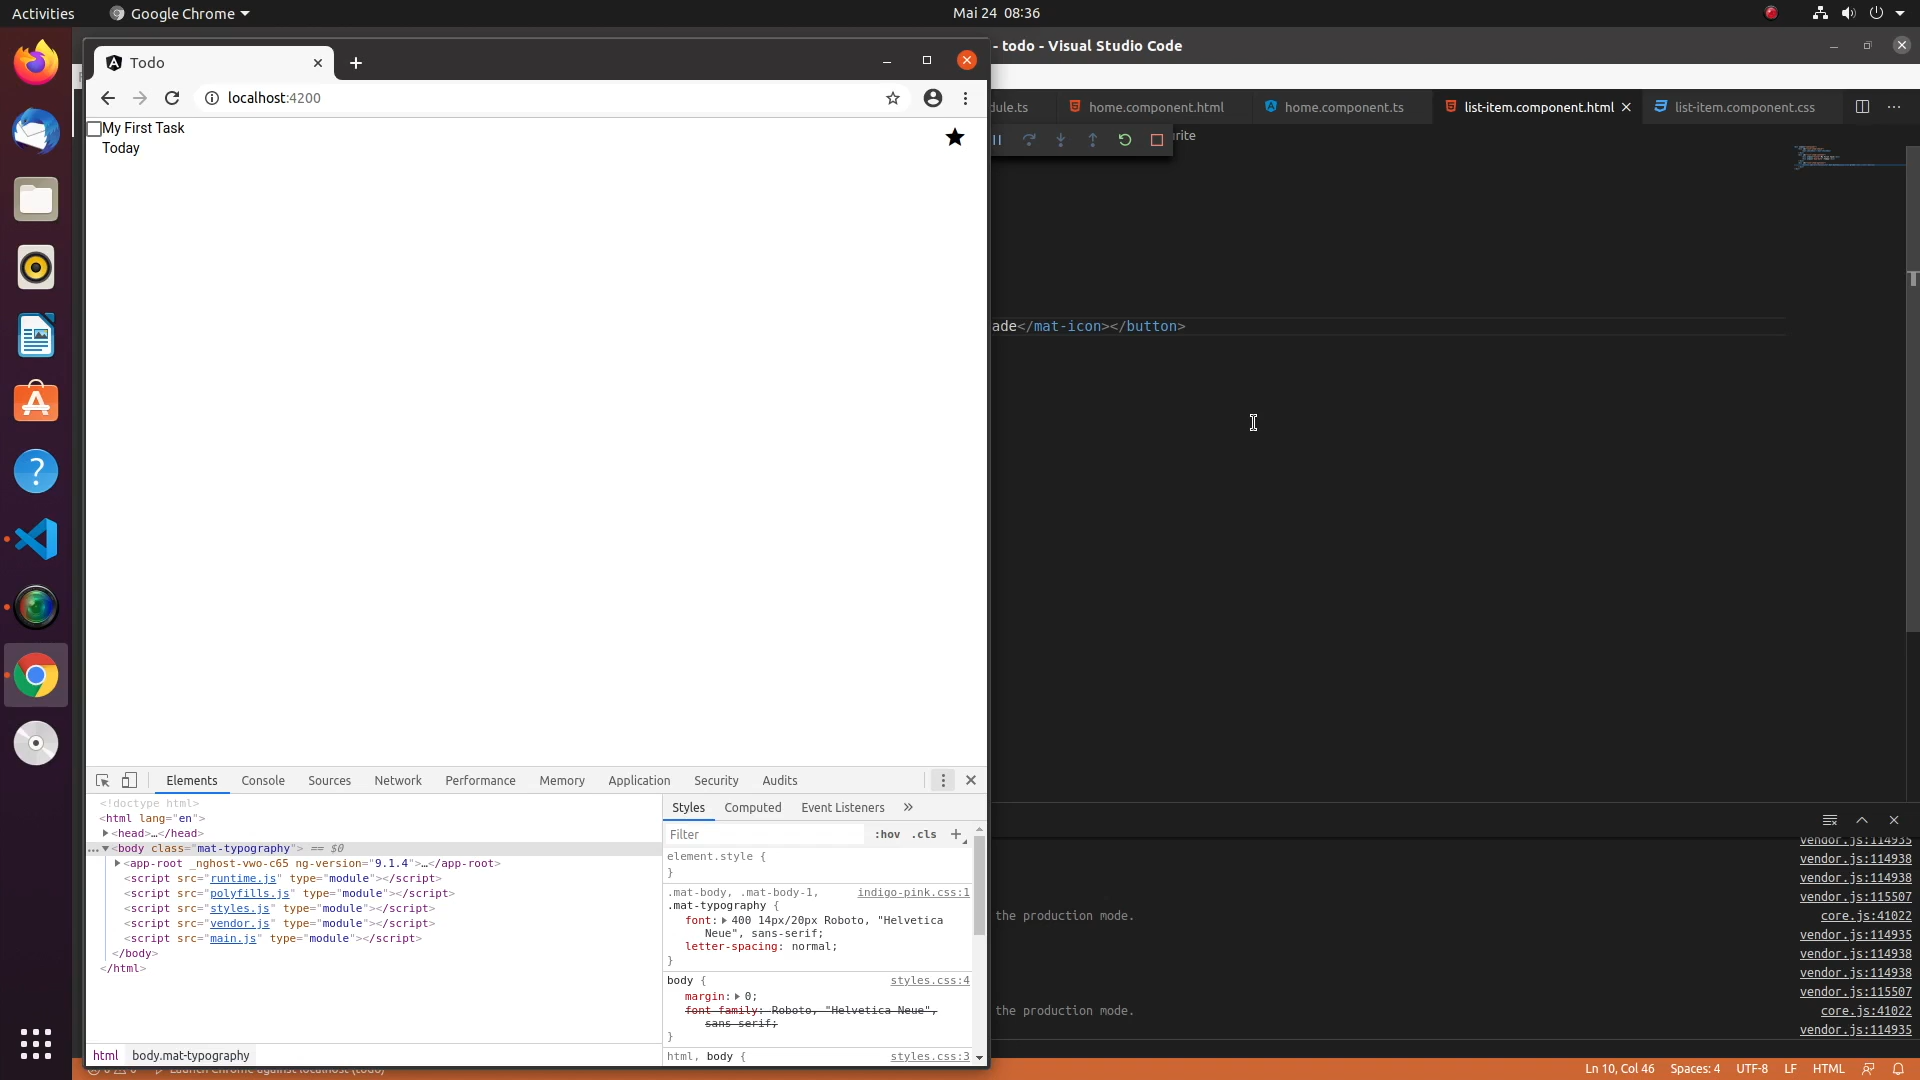 Activities
Google Chrome
Mai 24 08:36
- todo - Visual Studio Code
Todo
localhost:4200
dule.ts
home.component.html
home.component.ts
list-item.component.html
list-item.component.css
rite
My First Task
Today
ade</mat-icon></button>
Elements
Console
Sources
Network
Performance
Memory
Application
Security
Audits
<!doctype html>
<html lang="en">
<head>…</head>
<body class="mat-typography"> == $0
<app-root _nghost-vwo-c65 ng-version="9.1.4">…</app-root>
<script src="runtime.js" type="module"></script>
<script src="polyfills.js" type="module"></script>
<script src="styles.js" type="module"></script>
<script src="vendor.js" type="module"></script>
<script src="main.js" type="module"></script>
</body>
</html>
html
body.mat-typography
Styles
Computed
Event Listeners
Filter
:hov .cls
element.style {
}
.mat-body, .mat-body-1, indigo-pink.css:1
.mat-typography {
font: 400 14px/20px Roboto, "Helvetica
Neue", sans-serif;
letter-spacing: normal;
}
body { styles.css:4
margin: 0;
font-family: Roboto, "Helvetica Neue",
sans-serif;
}
html, body { styles.css:3
vendor.js:114935
vendor.js:114938
vendor.js:114938
vendor.js:115507
the production mode. core.js:41022
vendor.js:114935
vendor.js:114938
vendor.js:114938
vendor.js:115507
the production mode. core.js:41022
vendor.js:114935
Launch Chrome against localhost (todo)
Ln 10, Col 46
Spaces: 4
UTF-8
LF
HTML